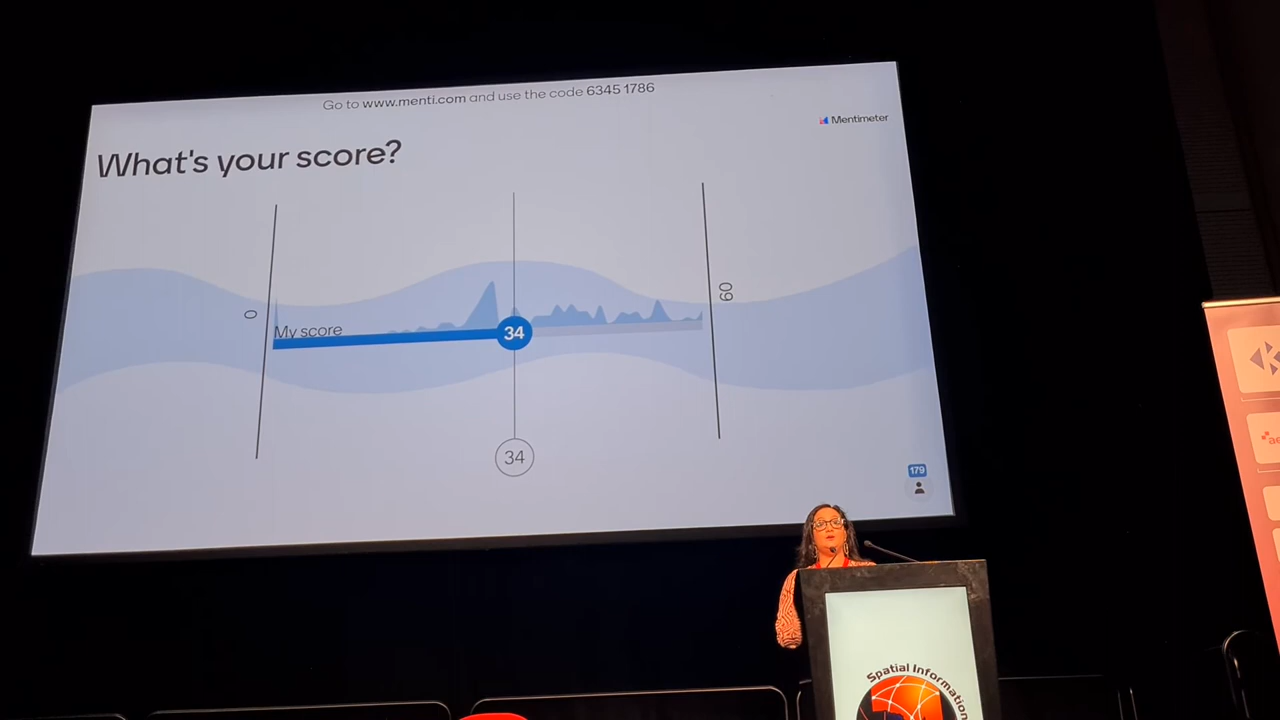 Go to www.menti.com and use the code 6345 1786
Mentimeter
What's your score?
0
60
My score
34
34
179
Spatial Information